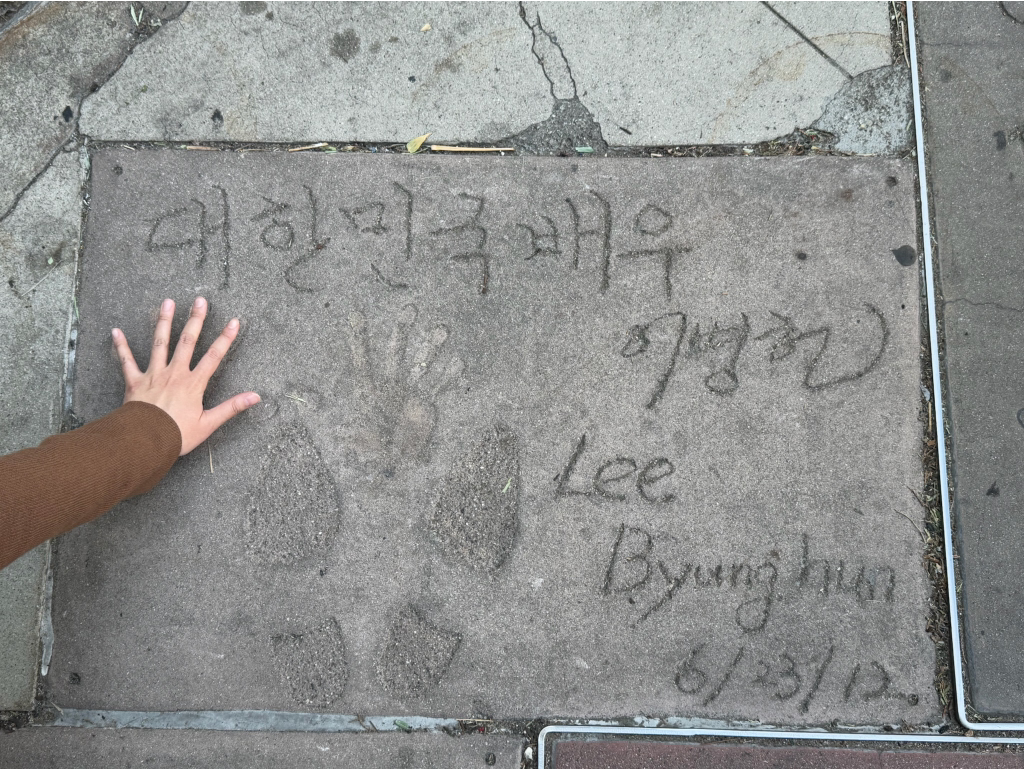 대한민국 배우
이병헌
Lee
Byung hun
6/23/12